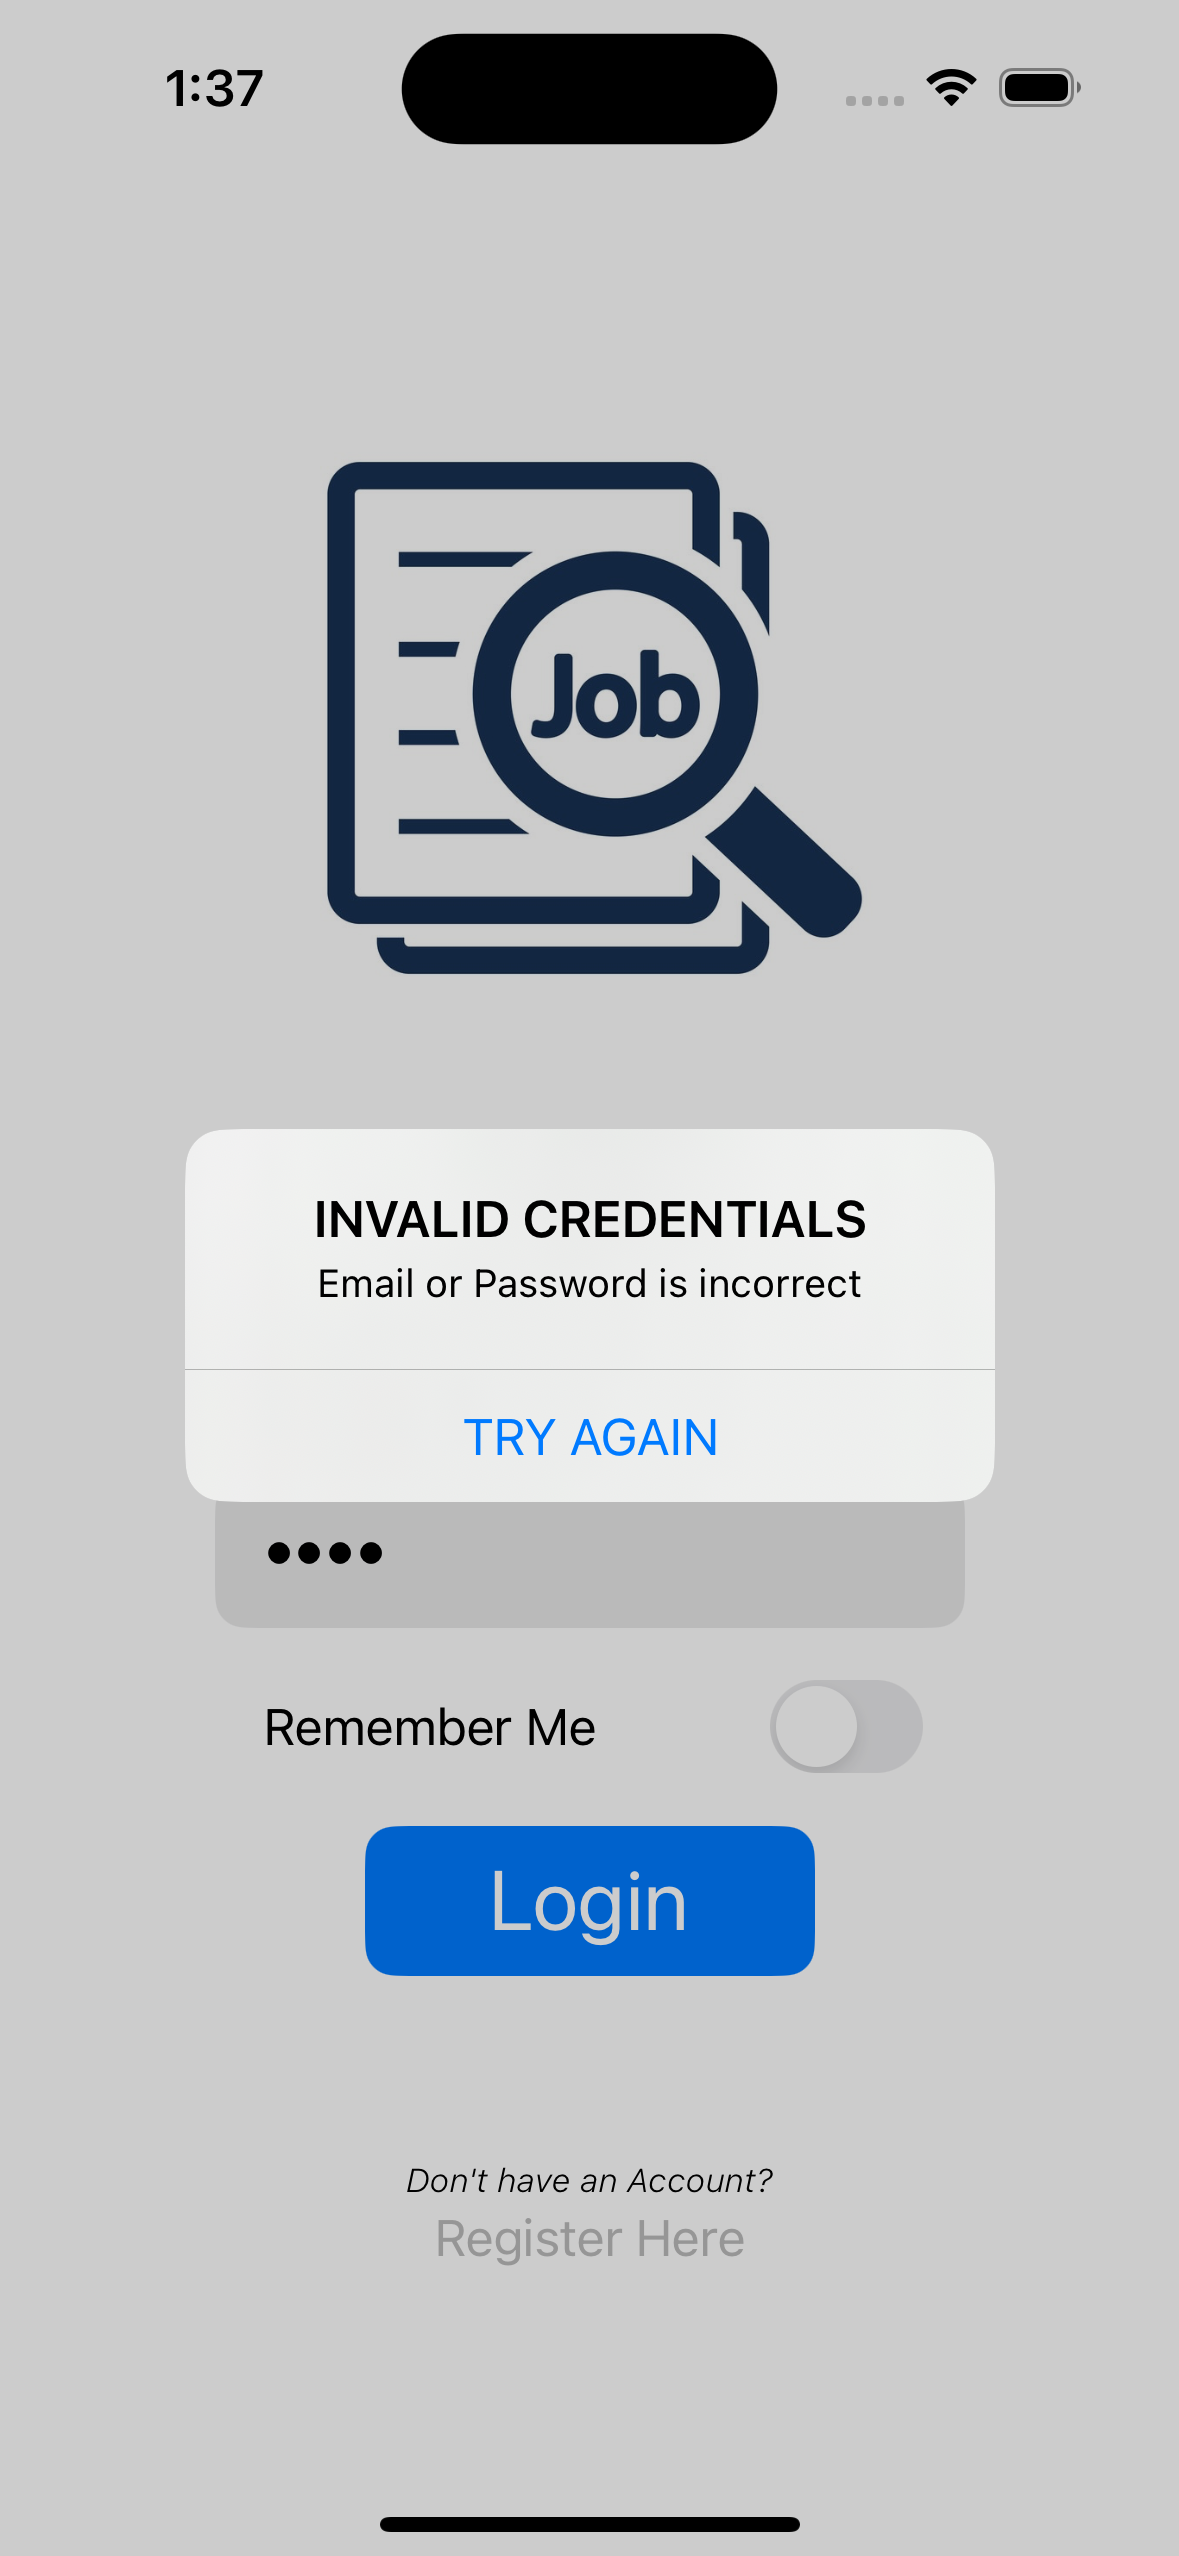 1:37
Job
INVALID CREDENTIALS
Email or Password is incorrect
TRY AGAIN
••••
Remember Me
Login
Don't have an Account?
Register Here